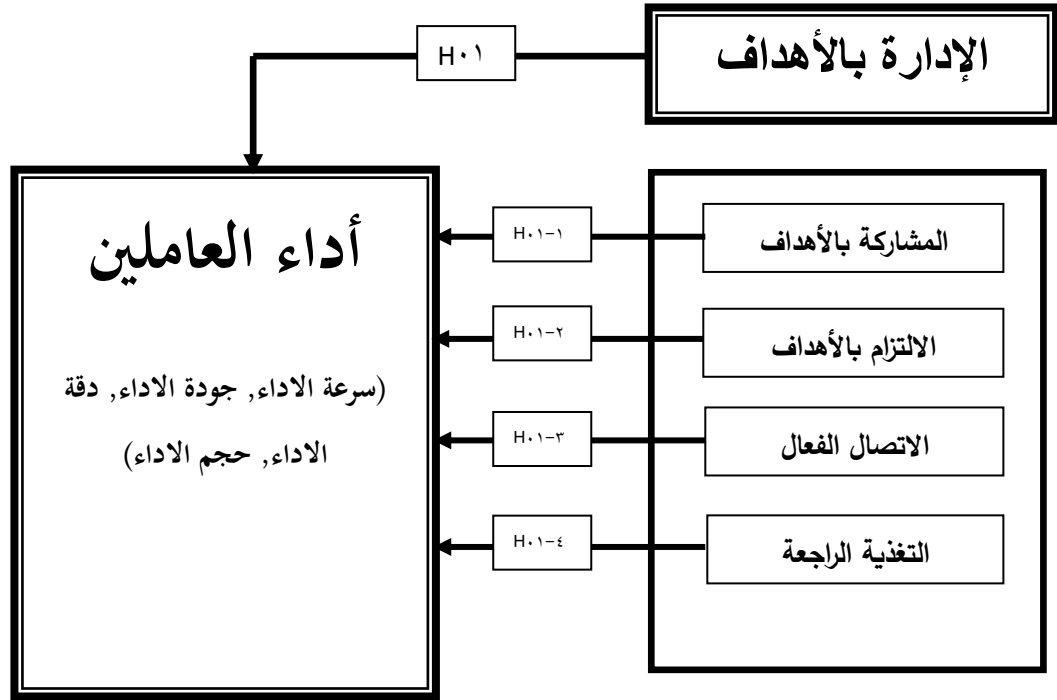 الإدارة بالأهداف
H٠١
أداء العاملين
(سرعة الاداء, جودة الاداء, دقة
الاداء, حجم الاداء)
المشاركة بالأهداف
H٠١-١
الالتزام بالأهداف
H٠١-٢
الاتصال الفعال
H٠١-٣
التغذية الراجعة
H٠١-٤